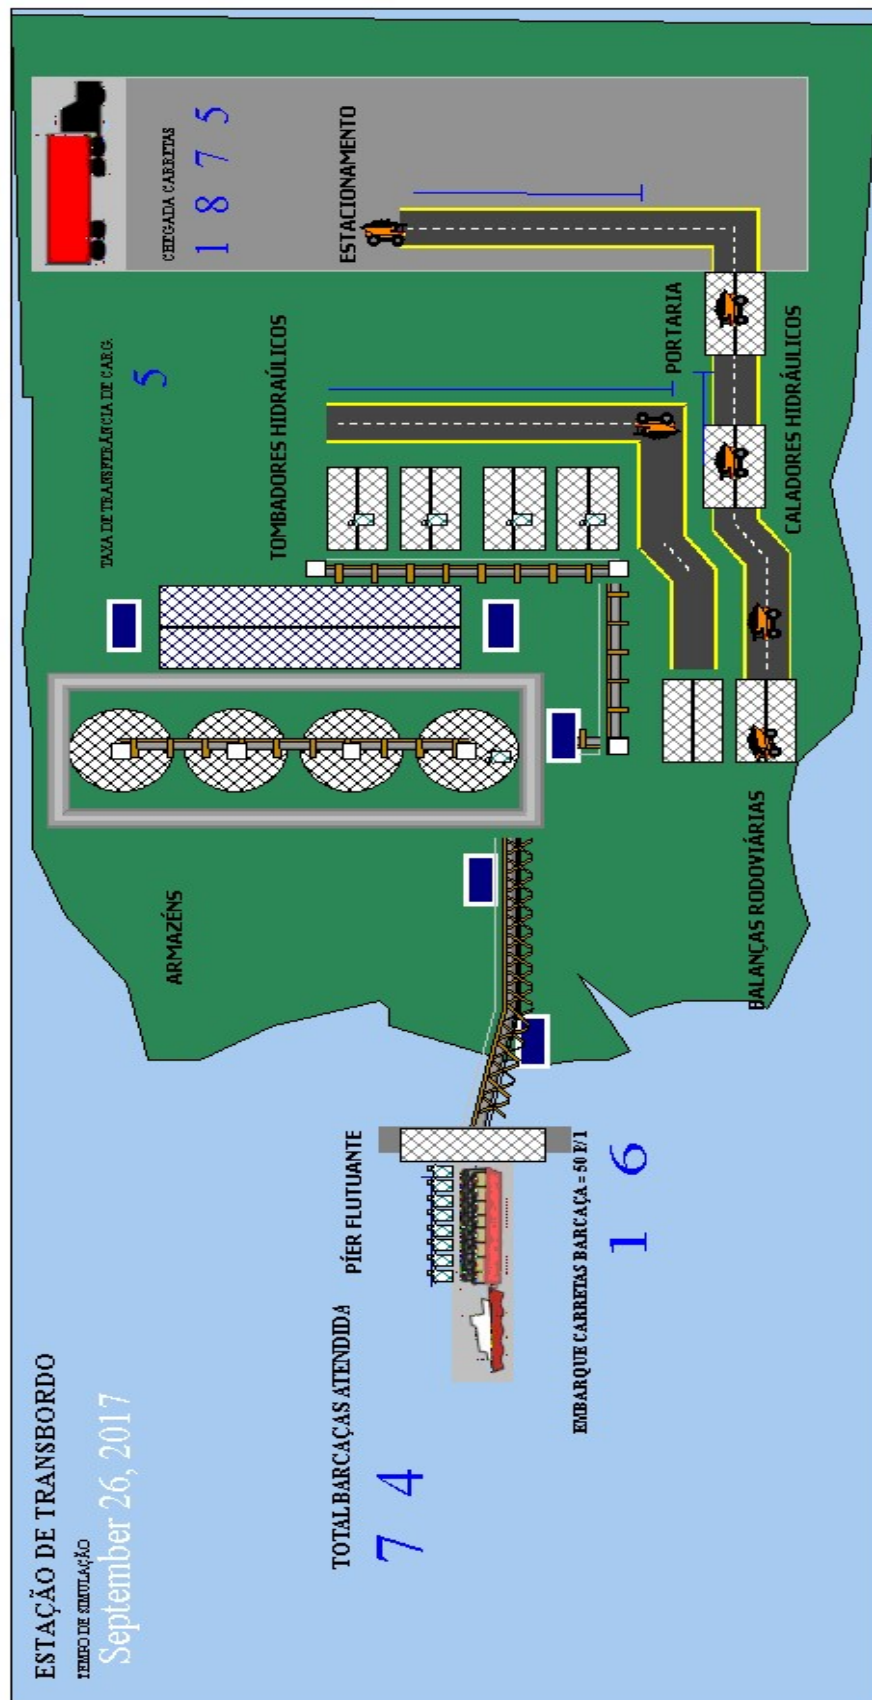 ESTAÇÃO DE TRANSBORDO
TEMPO DE SIMULAÇÃO
September 26, 2017
TOTAL BARCAÇAS ATENDIDA
7 4
PÍER FLUTUANTE
EMBARQUE CARRETAS BARCAÇA = 50 P/1
1 6
ARMAZÉNS
BALANÇAS RODOVIÁRIAS
TAXA DE TRANSFERÂNCIA DE CARG.
5
TOMBADORES HIDRAÚLICOS
PORTARIA
CALADORES HIDRÁULICOS
CHEGADA CARRETAS
1 8 7 5
ESTACIONAMENTO